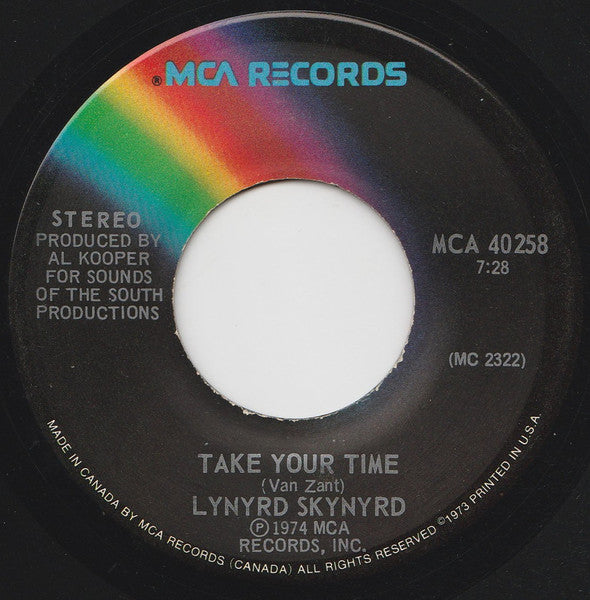 ® MCA RECORDS
STEREO
PRODUCED BY
AL KOOPER
FOR SOUNDS
OF THE SOUTH
PRODUCTIONS
MCA 40258
7:28
(MC 2322)
TAKE YOUR TIME
(Van Zant)
LYNYRD SKYNYRD
Ⓟ 1974 MCA
RECORDS, INC.
MADE IN CANADA BY MCA RECORDS (CANADA) ALL RIGHTS RESERVED ©1973 PRINTED IN U.S.A.